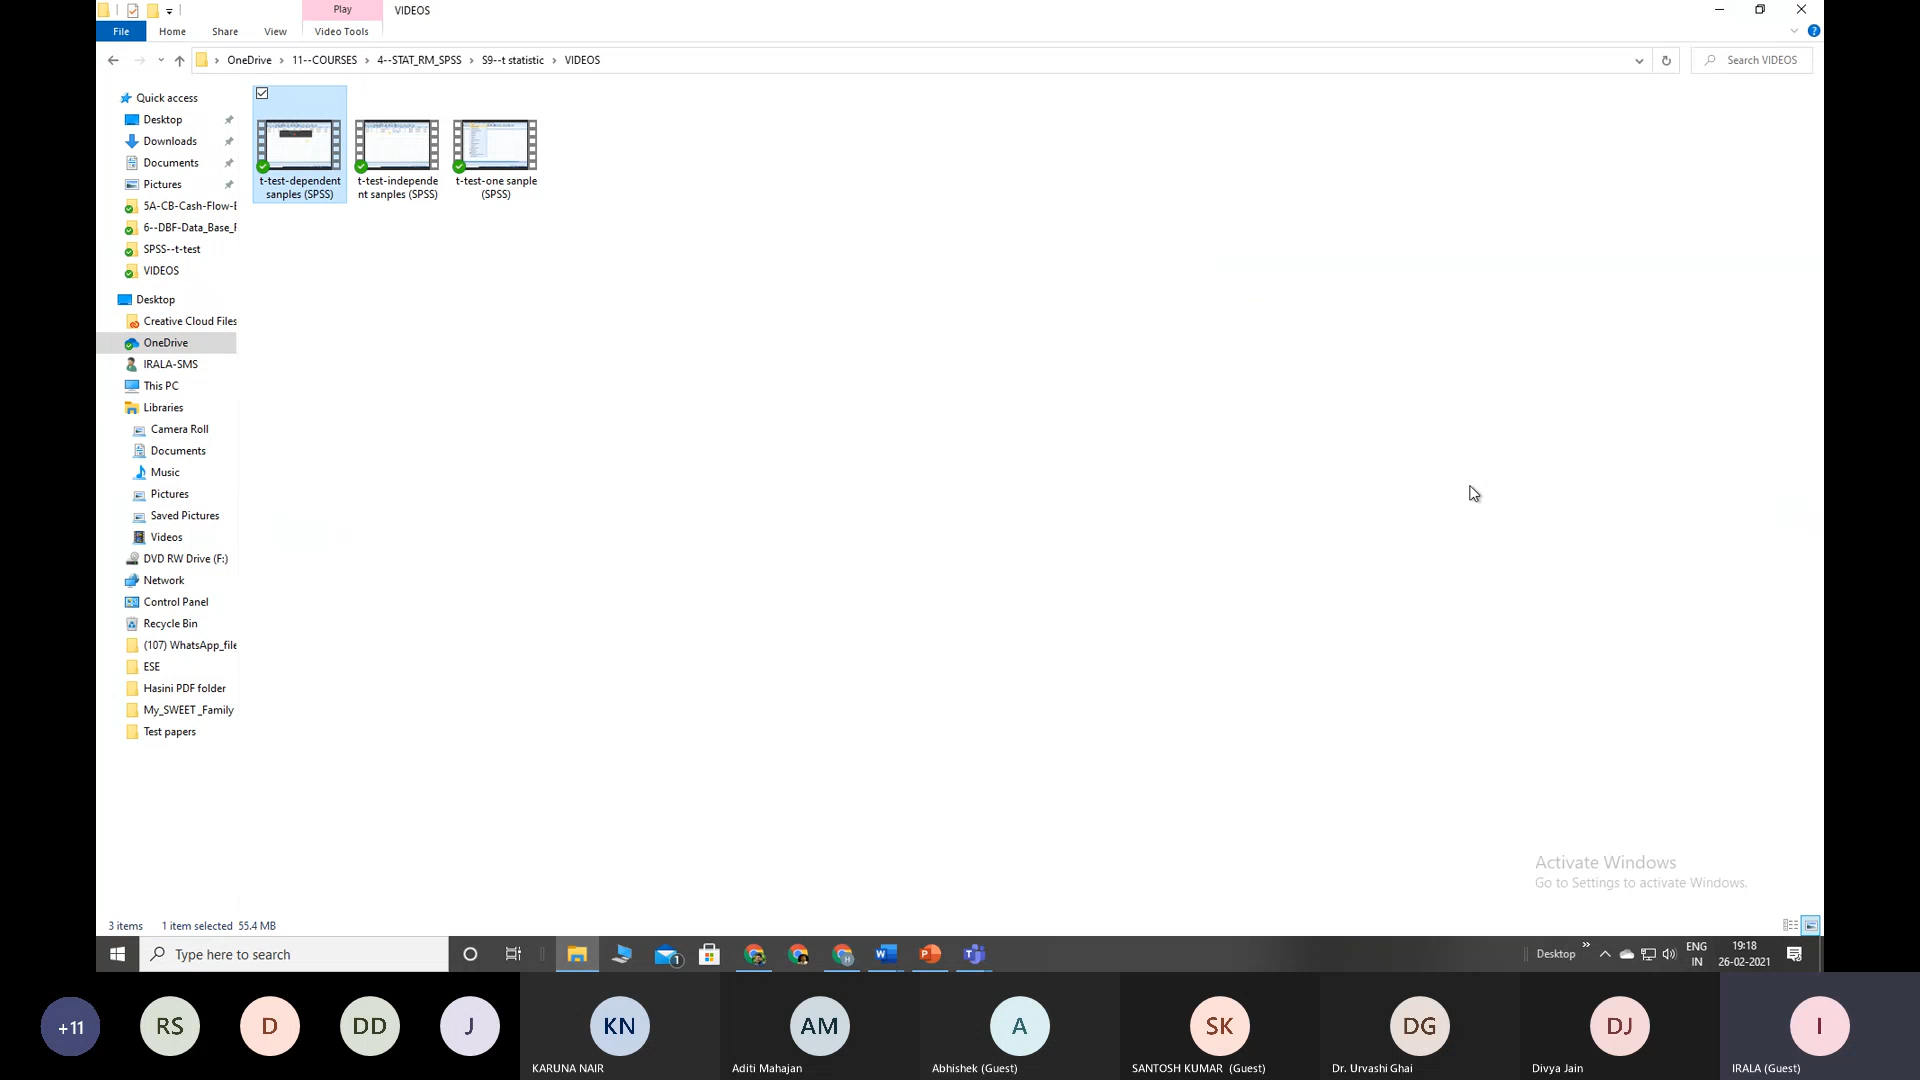 Play
VIDEOS
File
Home
Share
View
Video Tools
OneDrive
11--COURSES
4--STAT_RM_SPSS
S9--t statistic
VIDEOS
Search VIDEOS
Quick access
Desktop
Downloads
Documents
Pictures
5A-CB-Cash-Flow-E
6--DBF-Data_Base_F
SPSS--t-test
VIDEOS
Desktop
Creative Cloud Files
OneDrive
IRALA-SMS
This PC
Libraries
Camera Roll
Documents
Music
Pictures
Saved Pictures
Videos
DVD RW Drive (F:)
Network
Control Panel
Recycle Bin
(107) WhatsApp_file
ESE
Hasini PDF folder
My_SWEET_Family
Test papers
t-test-dependent
sanples (SPSS)
t-test-independe
nt sanples (SPSS)
t-test-one sanple
(SPSS)
Activate Windows
Go to Settings to activate Windows.
3 items
1 item selected 55.4 MB
Type here to search
1
H
W
P
Desktop
ENG
IN
19:18
26-02-2021
+11
RS
D
DD
J
KN
KARUNA NAIR
AM
Aditi Mahajan
A
Abhishek (Guest)
SK
SANTOSH KUMAR (Guest)
DG
Dr. Urvashi Ghai
DJ
Divya Jain
I
IRALA (Guest)